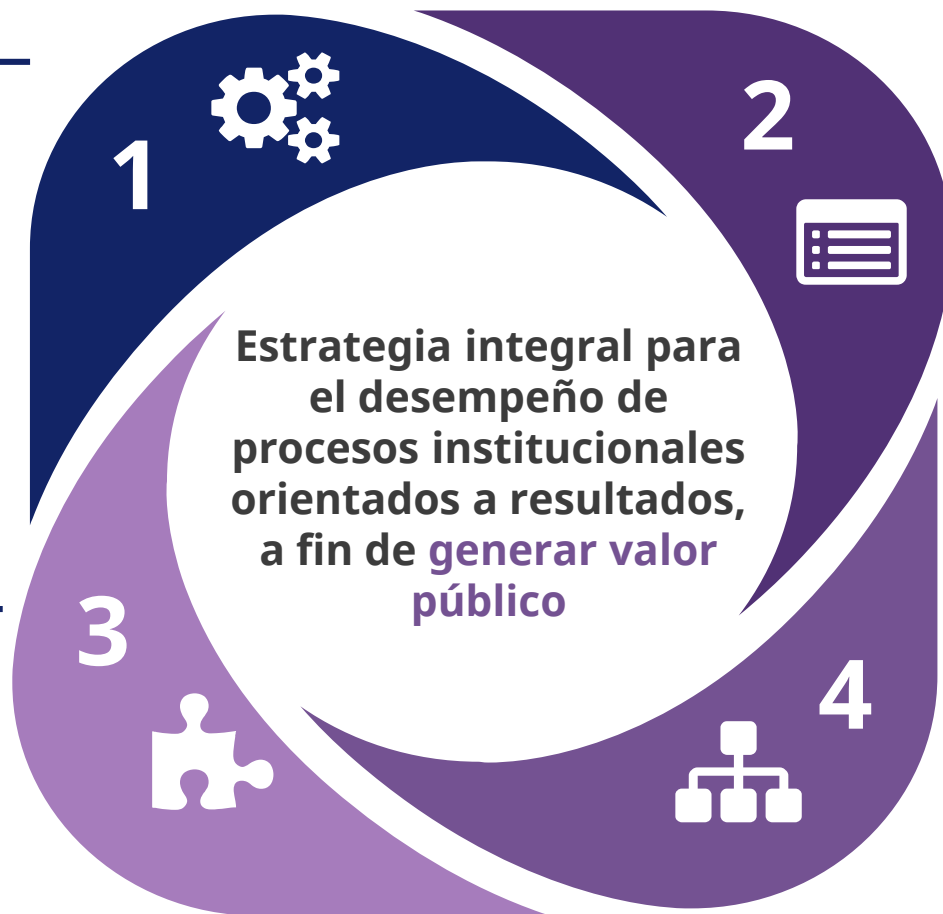 1
2
Estrategia integral para
el desempeño de
procesos institucionales
orientados a resultados,
a fin de generar valor
público
3
4